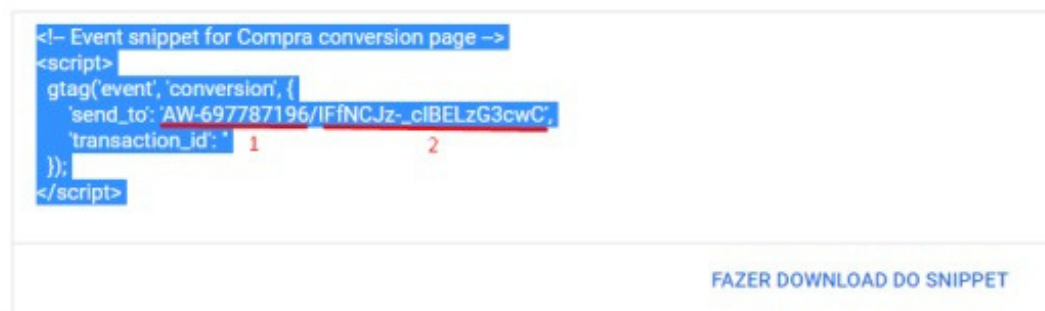 <!-- Event snippet for Compra conversion page -->
<script>
gtag('event', 'conversion', {
'send_to': 'AW-697787196/IFfNCJz-_cIBELzG3cwC',
'transaction_id': ''
1 2
});
</script>
FAZER DOWNLOAD DO SNIPPET